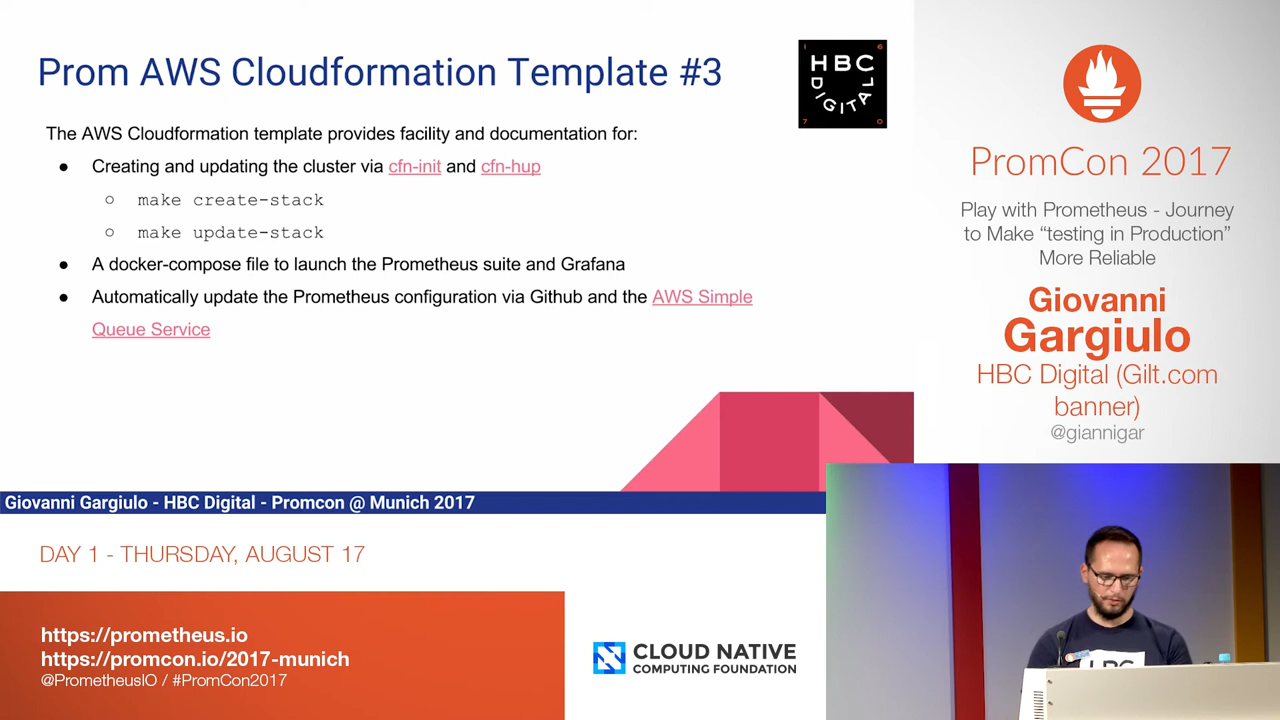 Prom AWS Cloudformation Template #3
1 6
HBC
DIGITAL
7 0
The AWS Cloudformation template provides facility and documentation for:
● Creating and updating the cluster via cfn-init and cfn-hup
○ make create-stack
○ make update-stack
● A docker-compose file to launch the Prometheus suite and Grafana
● Automatically update the Prometheus configuration via Github and the AWS Simple
Queue Service
Giovanni Gargiulo - HBC Digital - Promcon @ Munich 2017
DAY 1 - THURSDAY, AUGUST 17
https://prometheus.io
https://promcon.io/2017-munich
@PrometheusIO / #PromCon2017
CLOUD NATIVE
COMPUTING FOUNDATION
PromCon 2017
Play with Prometheus - Journey
to Make “testing in Production”
More Reliable
Giovanni
Gargiulo
HBC Digital (Gilt.com
banner)
@giannigar